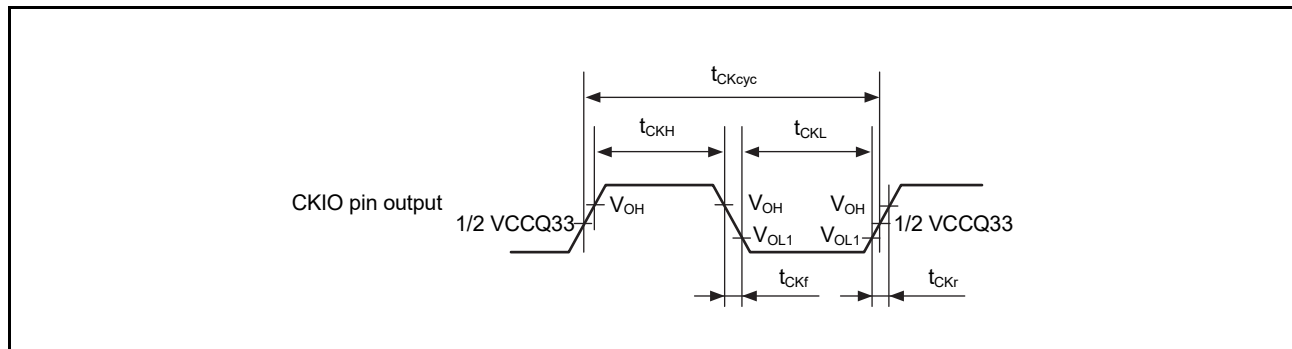 tCKcyc
tCKH
tCKL
CKIO pin output
1/2 VCCQ33
VOH
VOH
VOL1
VOH
VOL1
1/2 VCCQ33
tCKf
tCKr